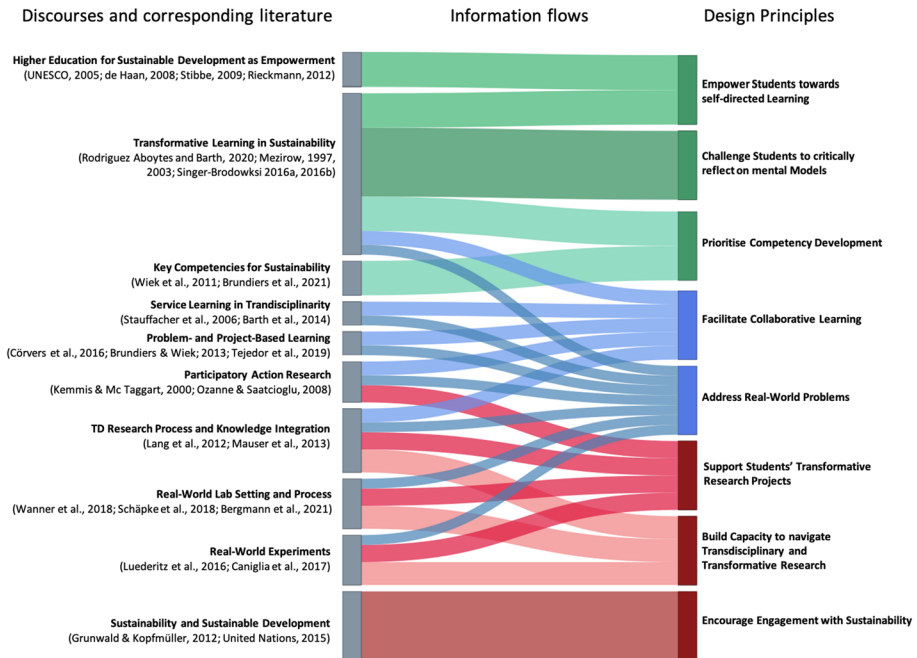 Discourses and corresponding literature
Information flows
Design Principles
Higher Education for Sustainable Development as Empowerment
(UNESCO, 2005; de Haan, 2008; Stibbe, 2009; Rieckmann, 2012)
Transformative Learning in Sustainability
(Rodriguez Aboytes and Barth, 2020; Mezirow, 1997,
2003; Singer-Brodowksi 2016a, 2016b)
Key Competencies for Sustainability
(Wiek et al., 2011; Brundiers et al., 2021)
Service Learning in Trandisciplinarity
(Stauffacher et al., 2006; Barth et al., 2014)
Problem- and Project-Based Learning
(Cörvers et al., 2016; Brundiers & Wiek; 2013; Tejedor et al., 2019)
Participatory Action Research
(Kemmis & Mc Taggart, 2000; Ozanne & Saatcioglu, 2008)
TD Research Process and Knowledge Integration
(Lang et al., 2012; Mauser et al., 2013)
Real-World Lab Setting and Process
(Wanner et al., 2018; Schäpke et al., 2018; Bergmann et al., 2021)
Real-World Experiments
(Luederitz et al., 2016; Caniglia et al., 2017)
Sustainability and Sustainable Development
(Grunwald & Kopfmüller, 2012; United Nations, 2015)
Empower Students towards
self-directed Learning
Challenge Students to critically
reflect on mental Models
Prioritise Competency Development
Facilitate Collaborative Learning
Address Real-World Problems
Support Students' Transformative
Research Projects
Build Capacity to navigate
Transdisciplinary and
Transformative Research
Encourage Engagement with Sustainability